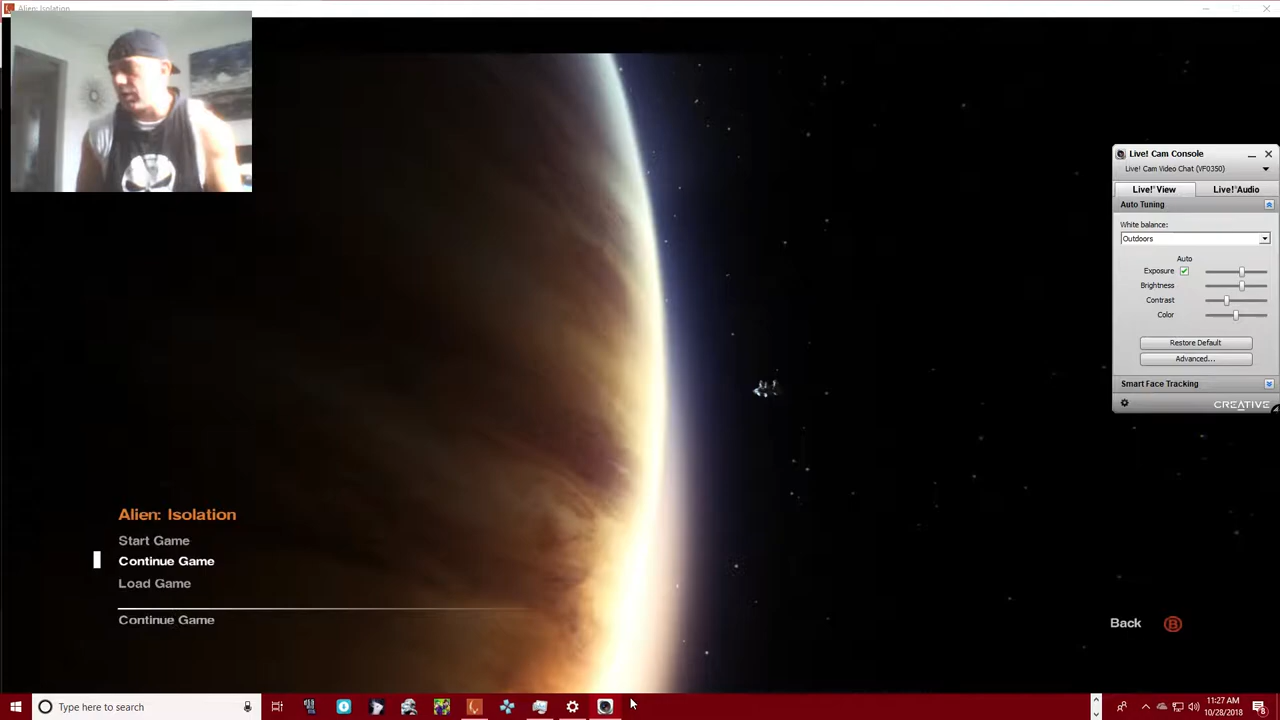 Alien: Isolation
Live! Cam Console
Live! Cam Video Chat (VF0350)
Live! View
Live! Audio
Auto Tuning
White balance:
Outdoors
Auto
Exposure
Brightness
Contrast
Color
Restore Default
Advanced...
Smart Face Tracking
CREATIVE
Alien: Isolation
Start Game
Continue Game
Load Game
Continue Game
Back B
Type here to search
11:27 AM
10/28/2018